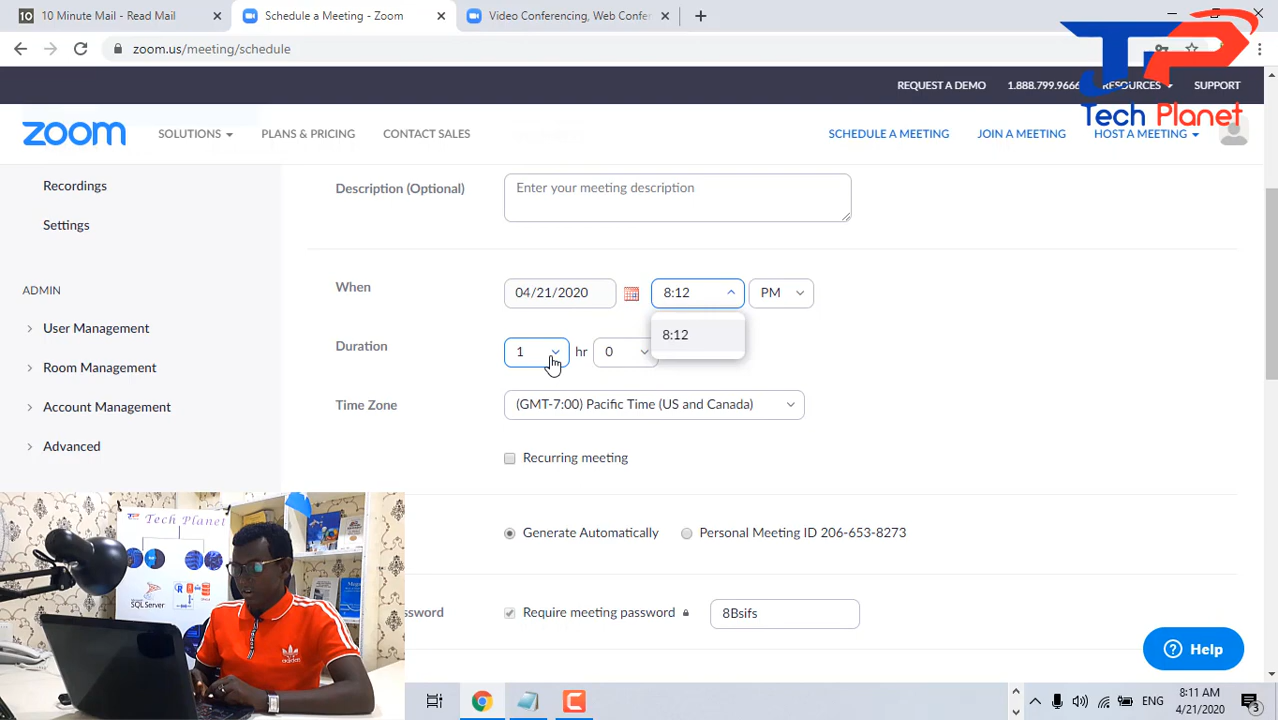 10 Minute Mail - Read Mail
Schedule a Meeting - Zoom
Video Conferencing, Web Confer
zoom.us/meeting/schedule
REQUEST A DEMO
1.888.799.9666
RESOURCES
SUPPORT
Tech Planet
zoom
SOLUTIONS
PLANS & PRICING
CONTACT SALES
SCHEDULE A MEETING
JOIN A MEETING
HOST A MEETING
Recordings
Settings
ADMIN
User Management
Room Management
Account Management
Advanced
Description (Optional)
Enter your meeting description
When
04/21/2020
8:12
PM
8:12
Duration
1
hr
0
Time Zone
(GMT-7:00) Pacific Time (US and Canada)
Recurring meeting
Generate Automatically
Personal Meeting ID 206-653-8273
ssword
Require meeting password
8Bsifs
Help
Tech Planet
SQL Server
adidas
ENG
8:11 AM
4/21/2020
3